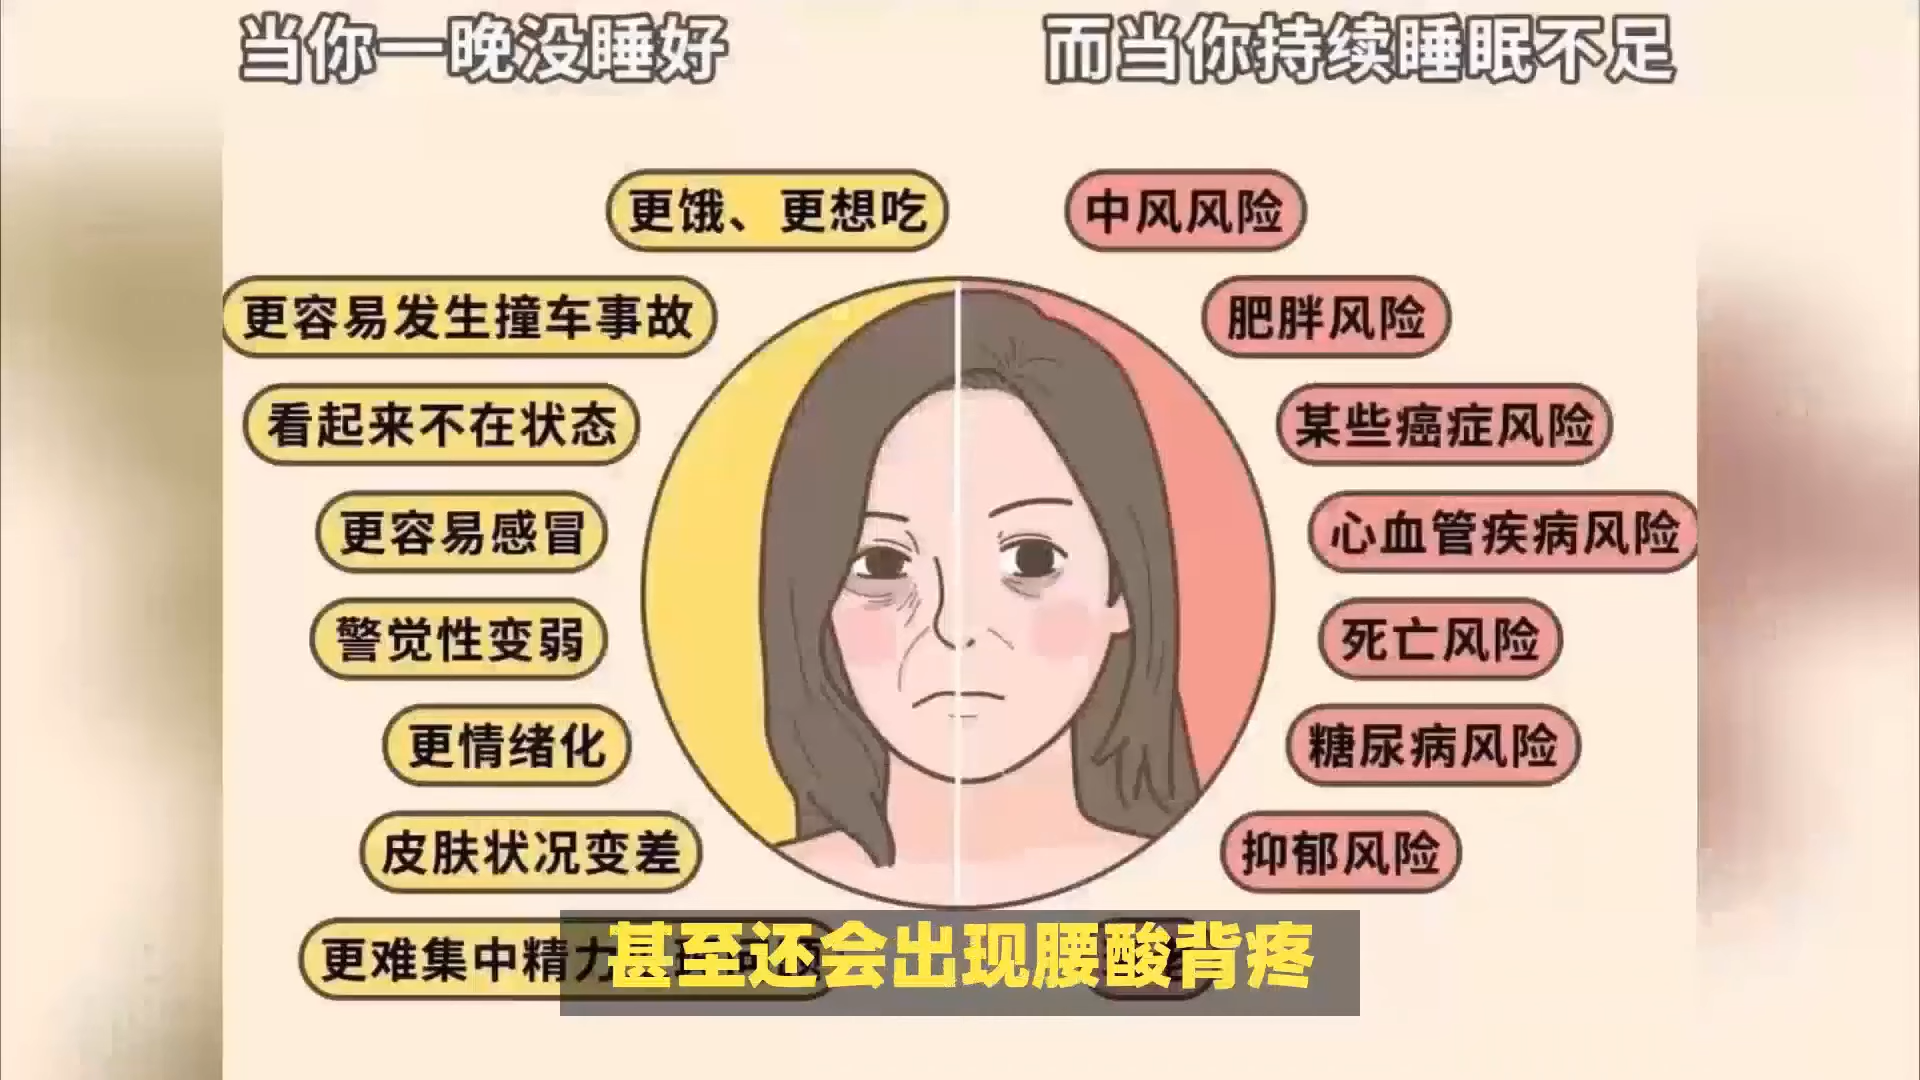 当你一晚没睡好
而当你持续睡眠不足
更饿、更想吃
更容易发生撞车事故
看起来不在状态
更容易感冒
警觉性变弱
更情绪化
皮肤状况变差
更难集中精力
中风风险
肥胖风险
某些癌症风险
心血管疾病风险
死亡风险
糖尿病风险
抑郁风险
甚至还会出现腰酸背疼